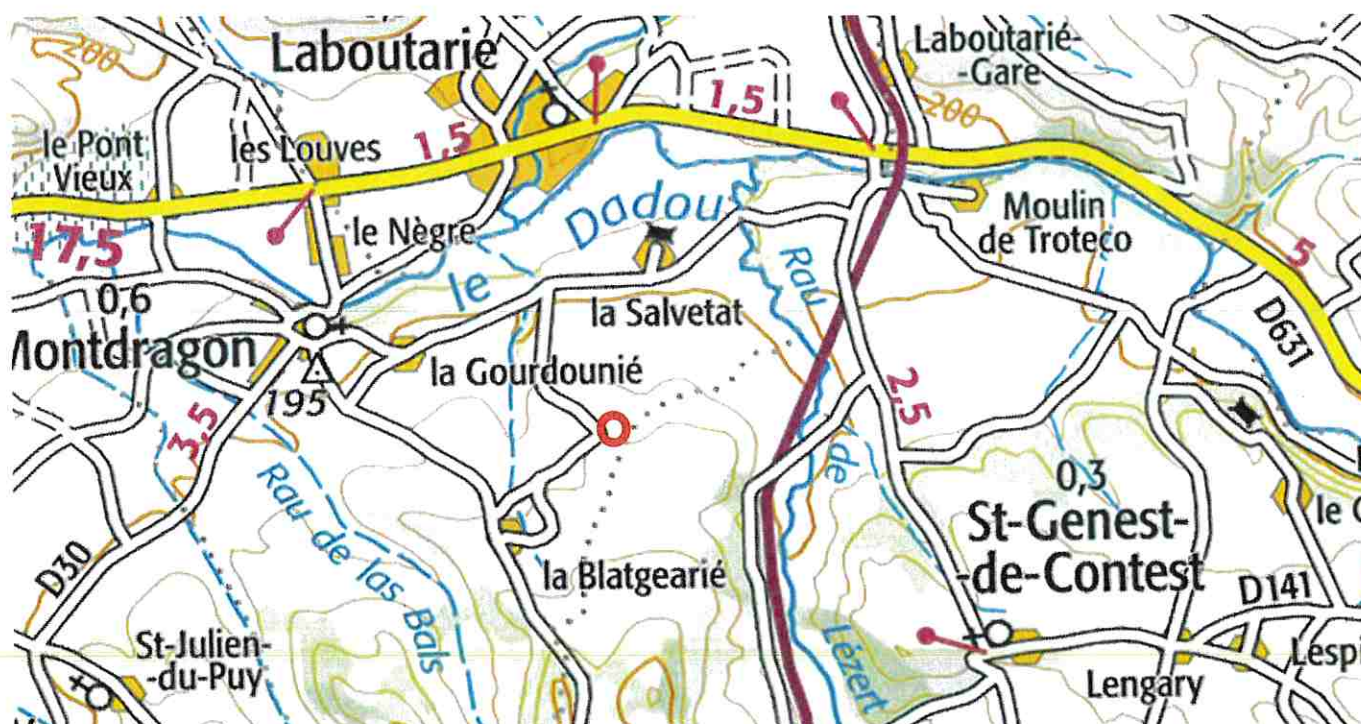 200
Laboutarie
1,5
Laboutarié-
-Gare
200
le Pont
Vieux
les Louves
1,5
Dadou
le Nègre
Moulin
de Troteco
17,5
5
0,6
le
Rau
la Salvetat
Montdragon
la Gourdounié
D631
195
2,5
3,5
de
0,3
Rau de las Bals
St-Genest-
-de-Contest
le
D30
la Blatgearié
D141
St-Julien-
-du-Puy
Lézert
Lengary
Lespi